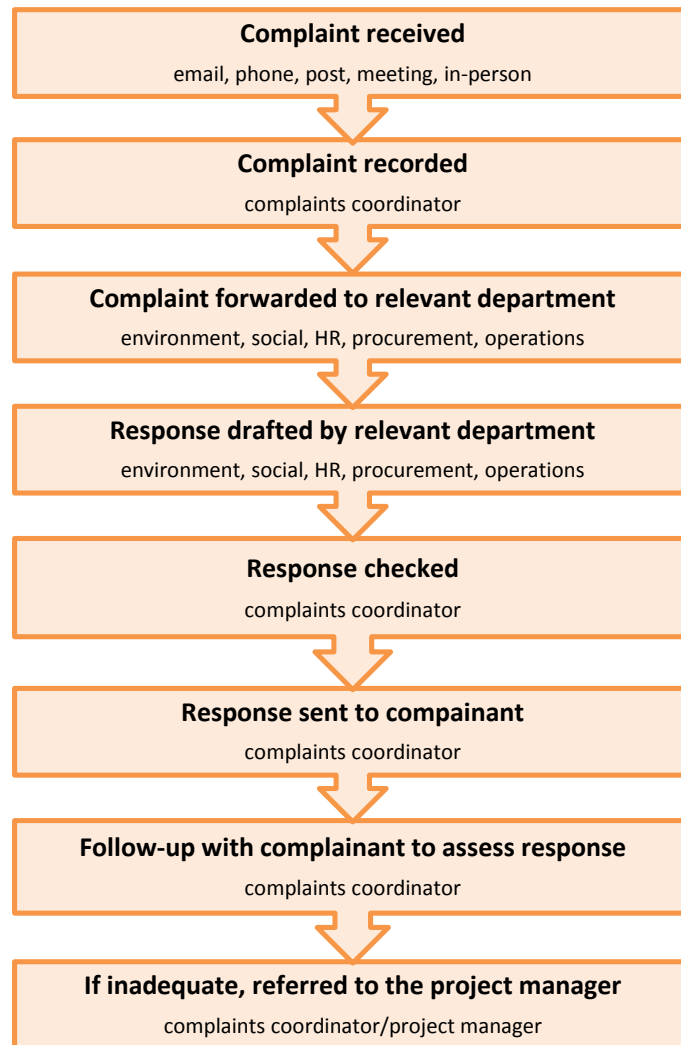 Complaint received
email, phone, post, meeting, in-person
Complaint recorded
complaints coordinator
Complaint forwarded to relevant department
environment, social, HR, procurement, operations
Response drafted by relevant department
environment, social, HR, procurement, operations
Response checked
complaints coordinator
Response sent to compainant
complaints coordinator
Follow-up with complainant to assess response
complaints coordinator
If inadequate, referred to the project manager
complaints coordinator/project manager